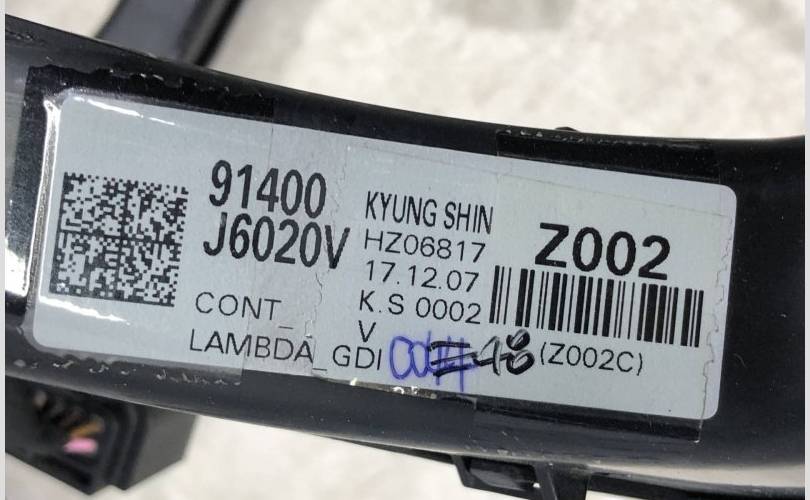 91400
J6020V
CONT_
LAMBDA_GDI
KYUNG SHIN
HZ06817
17.12.07
K.S 0002
V
Z002
(Z002C)